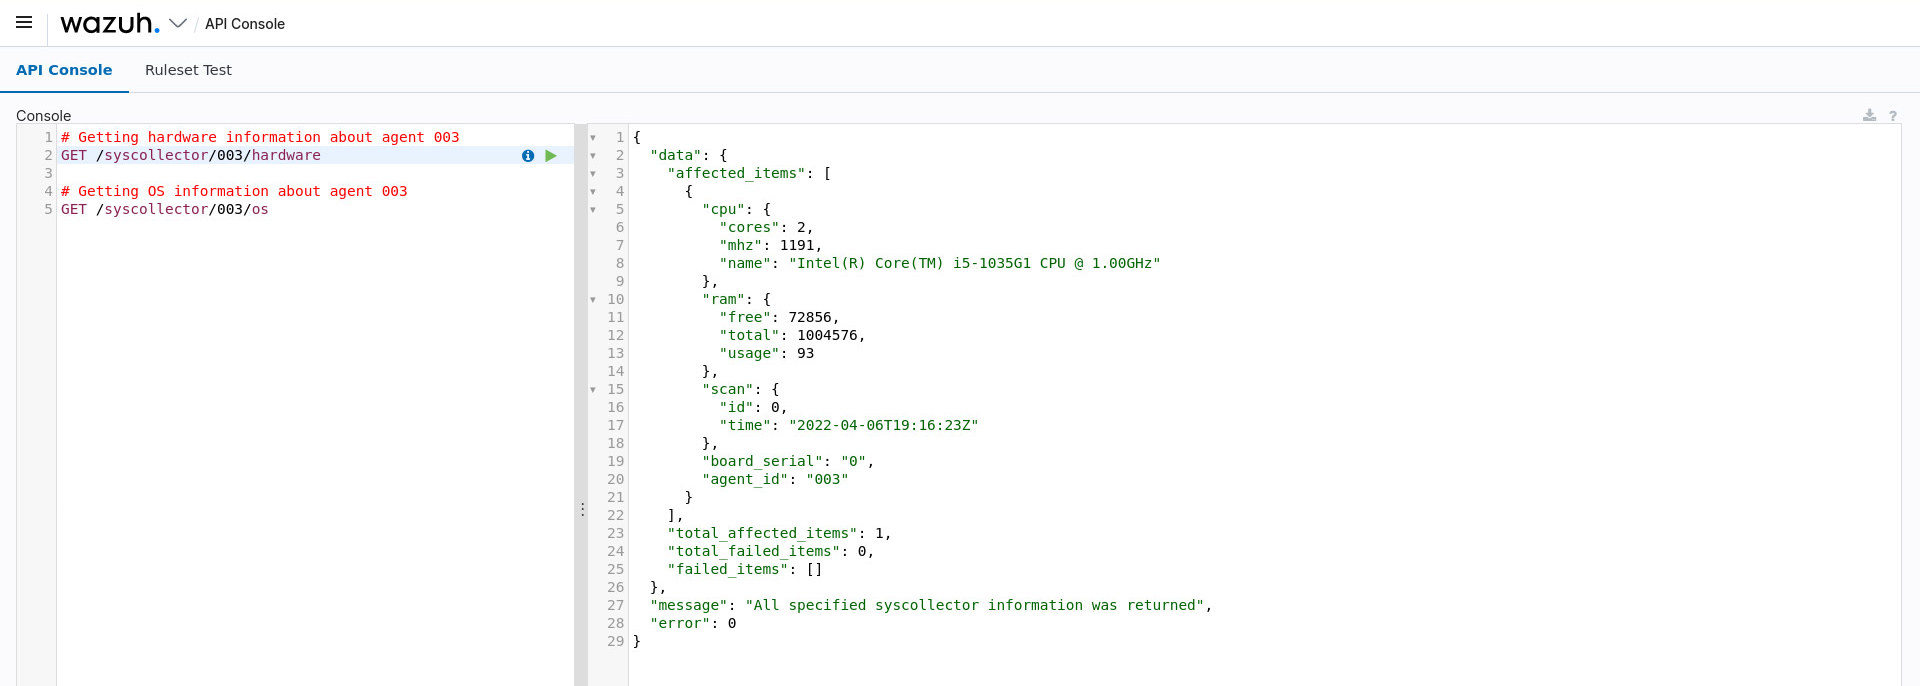 wazuh. / API Console
API Console Ruleset Test
Console ?
1 # Getting hardware information about agent 003
2 GET /syscollector/003/hardware
3
4 # Getting OS information about agent 003
5 GET /syscollector/003/os
1 {
2 "data": {
3 "affected_items": [
4 {
5 "cpu": {
6 "cores": 2,
7 "mhz": 1191,
8 "name": "Intel(R) Core(TM) i5-1035G1 CPU @ 1.00GHz"
9 },
10 "ram": {
11 "free": 72856,
12 "total": 1004576,
13 "usage": 93
14 },
15 "scan": {
16 "id": 0,
17 "time": "2022-04-06T19:16:23Z"
18 },
19 "board_serial": "0",
20 "agent_id": "003"
21 }
22 ],
23 "total_affected_items": 1,
24 "total_failed_items": 0,
25 "failed_items": []
26 },
27 "message": "All specified syscollector information was returned",
28 "error": 0
29 }